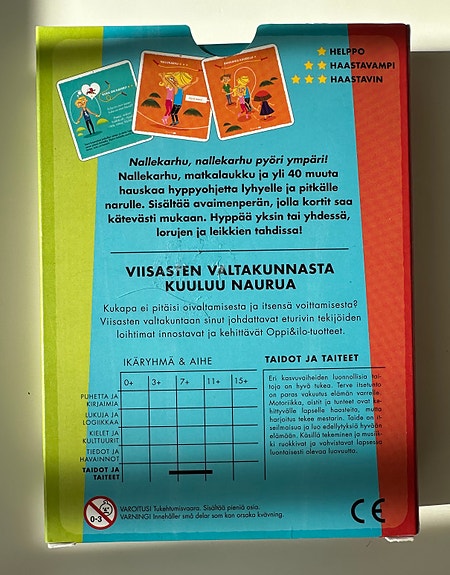 HELPPO
HAASTAVAMPI
HAASTAVIN
Nallekarhu, nallekarhu pyöri ympäri!
Nallekarhu, matkalaukku ja yli 40 muuta
hauskaa hyppyohjetta lyhyelle ja pitkälle
narulle. Sisältää avaimenperän, jolla kortit saa
kätevästi mukaan. Hyppää yksin tai yhdessä,
lorujen ja leikkien tahdissa!
VIISASTEN VALTAKUNNASTA
KUULUU NAURUA
Kukapa ei pitäisi oivaltamisesta ja itsensä voittamisesta?
Viisasten valtakuntaan sinut johdattavat eturivin tekijöiden
loihtimat innostavat ja kehittävät Oppi&ilo-tuotteet.
IKÄRYHMÄ & AIHE
0+ 3+ 7+ 11+ 15+
PUHETTA JA
KIRJAIMIA
LUKUJA JA
LOGIIKKAA
KIELET JA
KULTTUURIT
TIEDOT JA
HAVAINNOT
TAIDOT JA
TAITEET
TAIDOT JA TAITEET
Eri kasvuvaiheiden luonnollisia tai-
toja on hyvä tukea. Terve itsetunto
on paras vakuutus elämän varrelle.
Motoriikka, aistit ja tunteet ovat ke-
hittyvälle lapselle haasteita, mutta
harjoitus tekee mestarin. Taide on it-
seilmaisua ja luo edellytyksiä hyvään
elämään. Käsillä tekeminen ja musiik-
ki ruokkivat ja vahvistavat lapsessa
luontaisesti olevaa luovuutta.
0-3
VAROITUS! Tukehtumisvaara. Sisältää pieniä osia.
VARNING! Innehåller små delar som kan orsaka kvävning.
CE